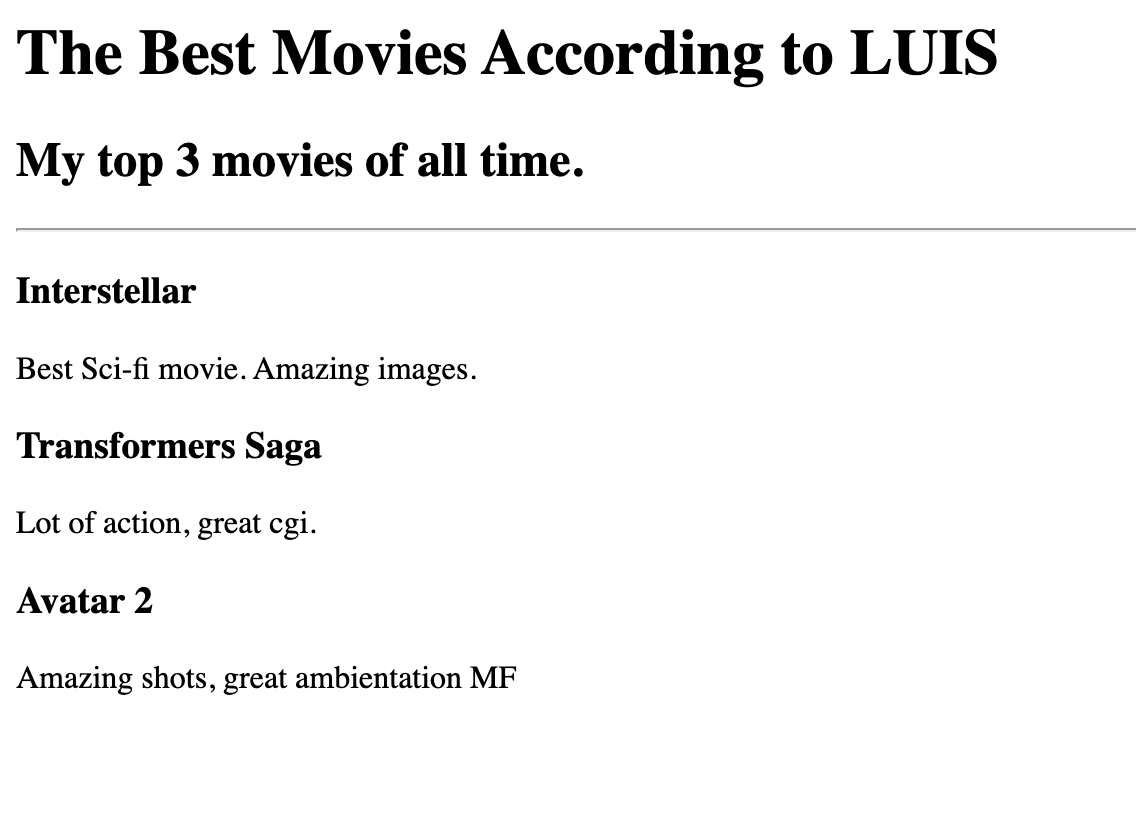 The Best Movies According to LUIS
My top 3 movies of all time.
Interstellar
Best Sci-fi movie. Amazing images.
Transformers Saga
Lot of action, great cgi.
Avatar 2
Amazing shots, great ambientation MF